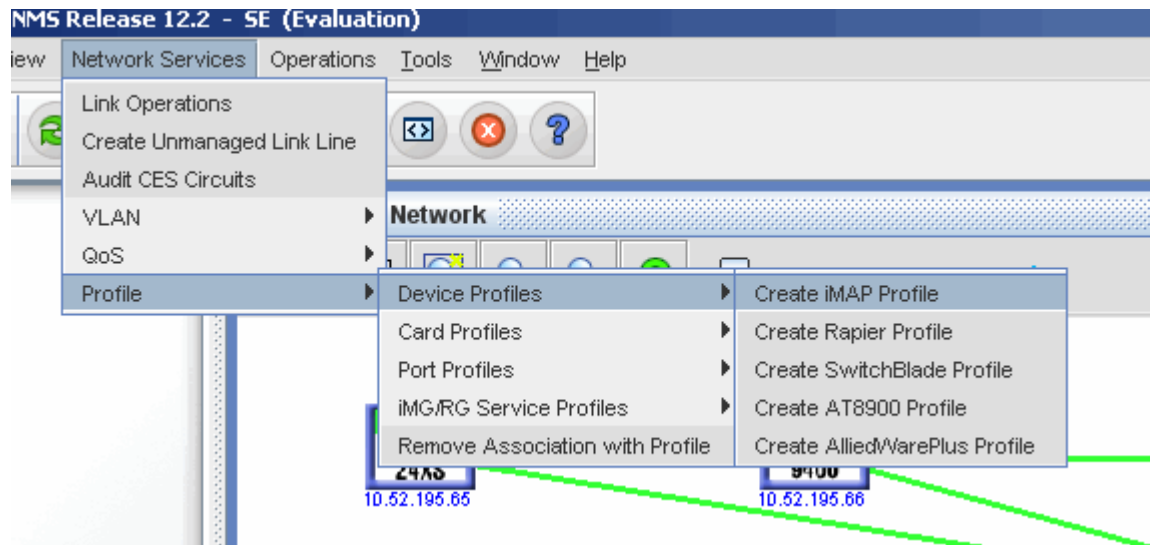 NMS Release 12.2 - SE (Evaluation)
iew Network Services Operations Tools Window Help
Link Operations
Create Unmanaged Link Line
Audit CES Circuits
VLAN
QoS
Profile
Network
Device Profiles
Card Profiles
Port Profiles
iMG/RG Service Profiles
Remove Association with Profile
Create iMAP Profile
Create Rapier Profile
Create SwitchBlade Profile
Create AT8900 Profile
Create AlliedWarePlus Profile
24XS
10.52.195.65
9400
10.52.195.66